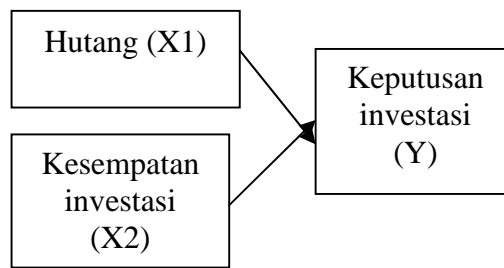 Hutang (X1)
Kesempatan
investasi
(X2)
Keputusan
investasi
(Y)